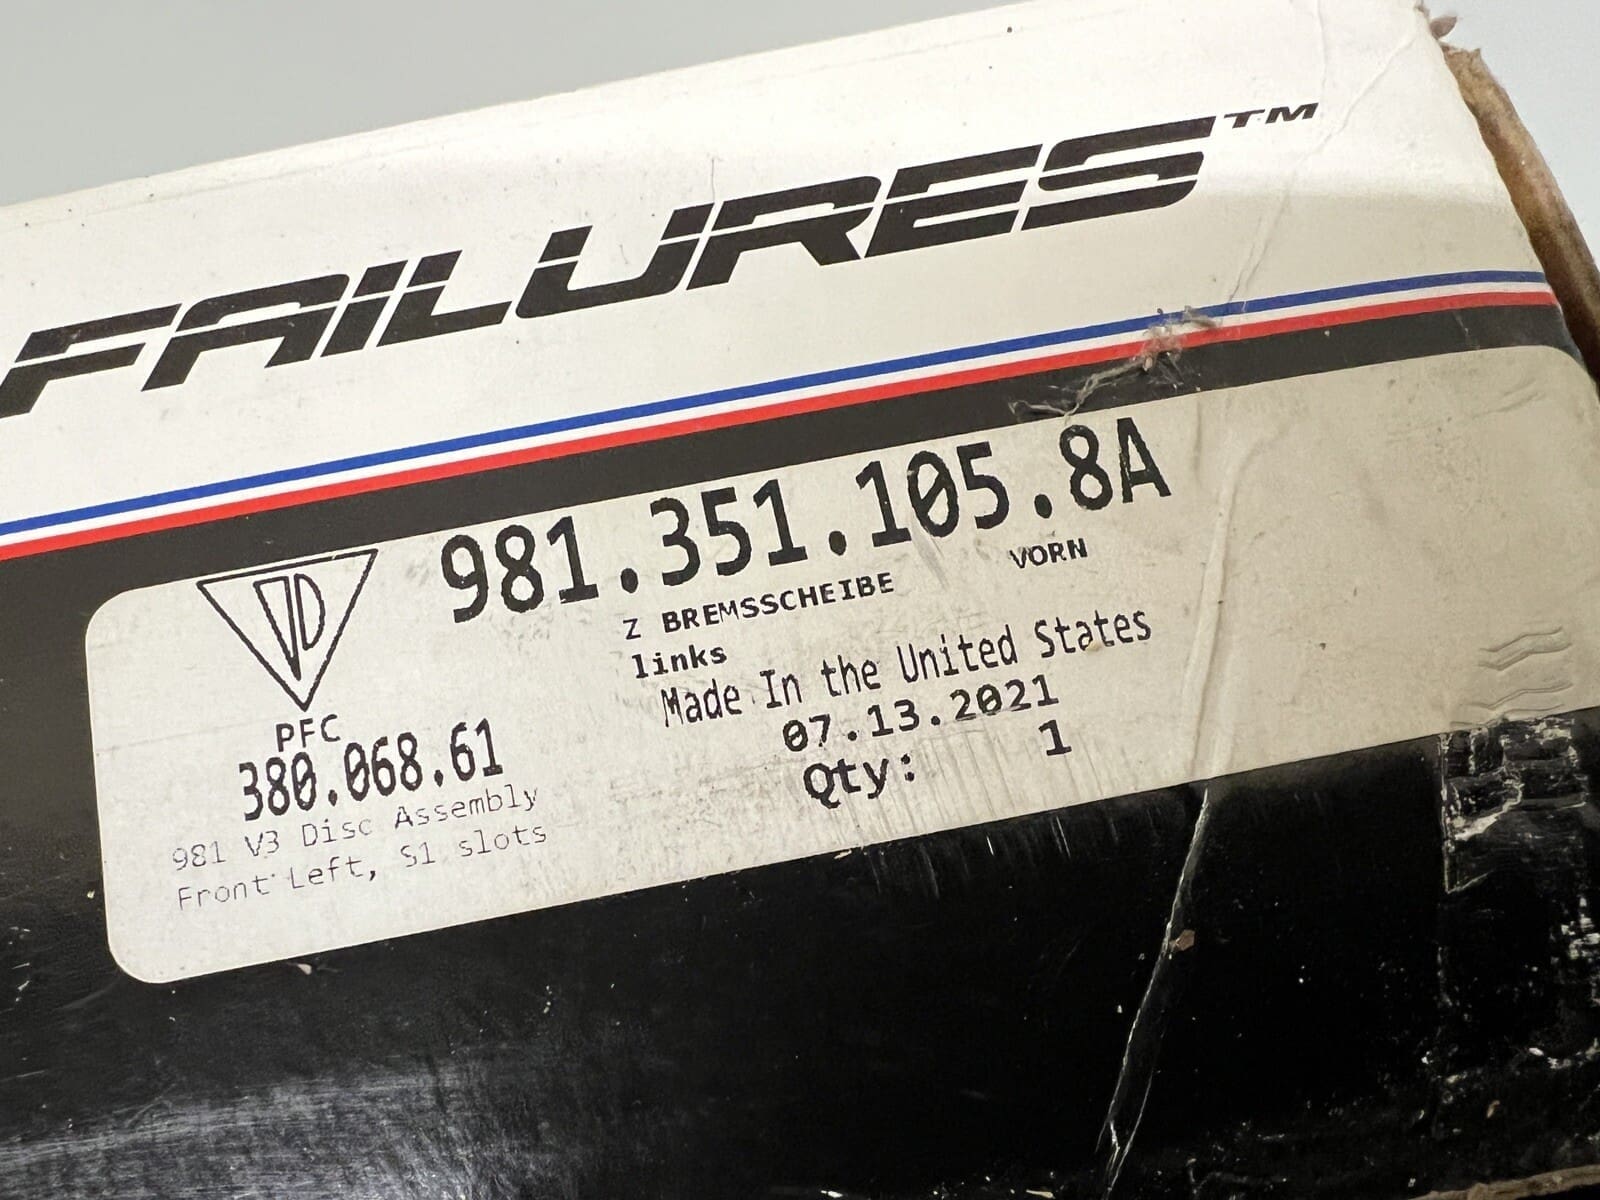 FAILURES™
981.351.105.8A
Z BREMSSCHEIBE VORN
links
Made In the United States
07.13.2021
Qty: 1
PFC
380.068.61
981 V3 Disc Assembly
Front Left, S1 slots